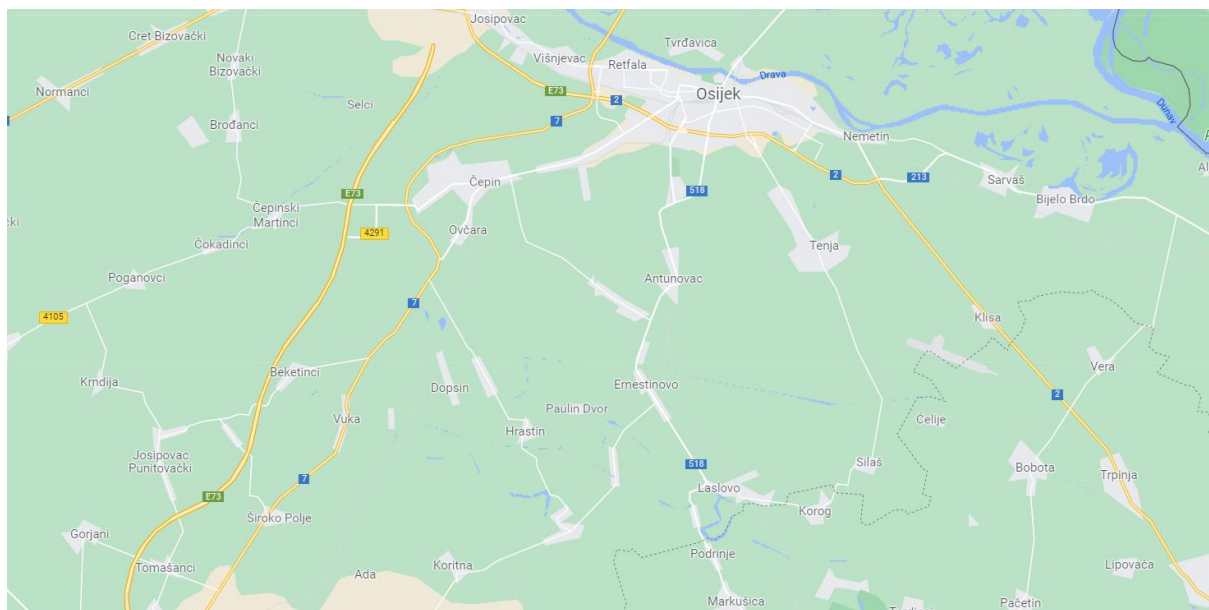 Josipovac
Cret Bizovački
Tvrđavica
Višnjevac
Novaki
Bizovački
Retfala
Drava
Normanci
E73
Osijek
2
Selci
Dunav
7
Brođanci
Nemetin
2
213
Sarvaš
Čepin
518
E73
Bijelo Brdo
Čepinski
Martinci
Ovčara
4291
Čokadinci
Tenja
Poganovci
Antunovac
7
4105
Klisa
Vera
Beketinci
Krndija
Dopsin
Ernestinovo
2
Paulin Dvor
Vuka
Ćelije
Hrastin
Josipovac
Punitovački
Silaš
518
Bobota
7
Trpinja
Laslovo
E73
Korog
Široko Polje
Gorjani
Podrinje
Tomašanci
Koritna
Lipovača
Ada
Markušica
Pačetin